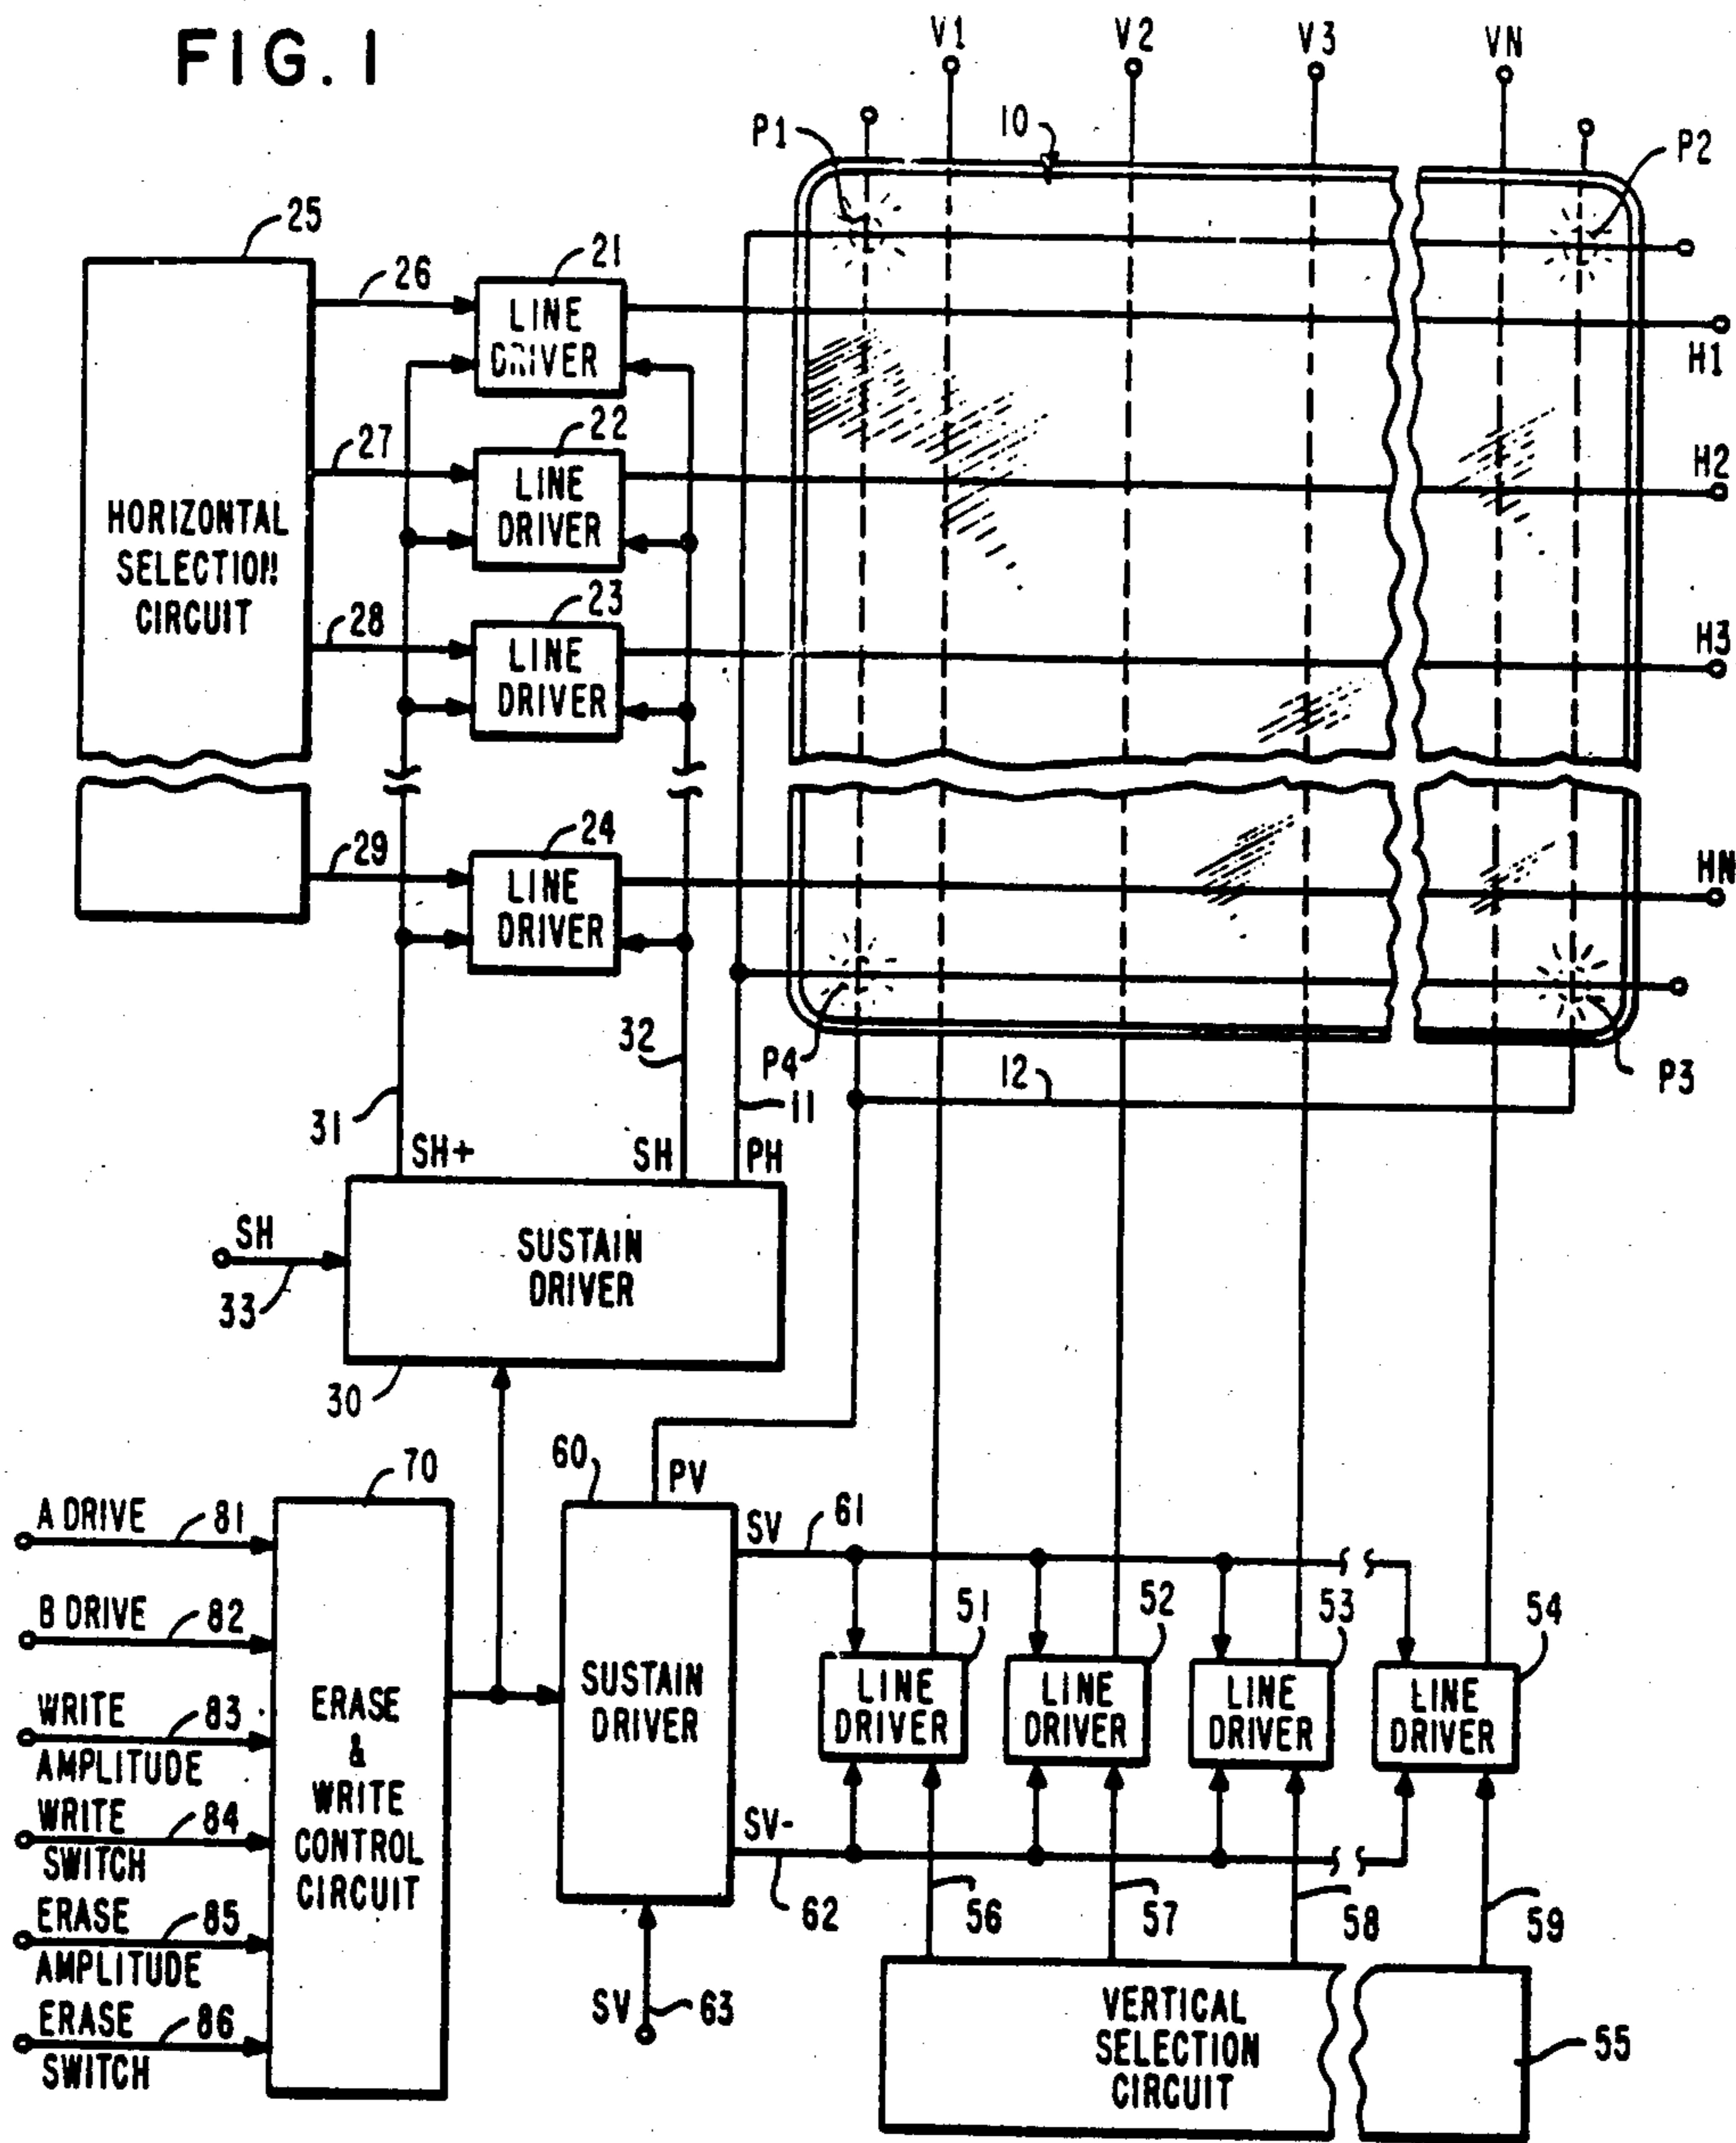 FIG. 1
V1
V2
V3
VN
P1
10
P2
25
26
21
LINE
DRIVER
H1
27
22
LINE
DRIVER
H2
HORIZONTAL
SELECTION
CIRCUIT
28
23
LINE
DRIVER
H3
29
24
LINE
DRIVER
HN
32
P4
12
P3
31
11
SH+
SH
PH
SH
33
SUSTAIN
DRIVER
30
70
60
PV
A DRIVE
81
SV
61
B DRIVE
82
51
52
53
54
WRITE
AMPLITUDE
83
ERASE
&
WRITE
CONTROL
CIRCUIT
SUSTAIN
DRIVER
LINE
DRIVER
LINE
DRIVER
LINE
DRIVER
LINE
DRIVER
WRITE
SWITCH
84
SV-
62
56
57
58
59
ERASE
AMPLITUDE
85
ERASE
SWITCH
86
SV
63
VERTICAL
SELECTION
CIRCUIT
55